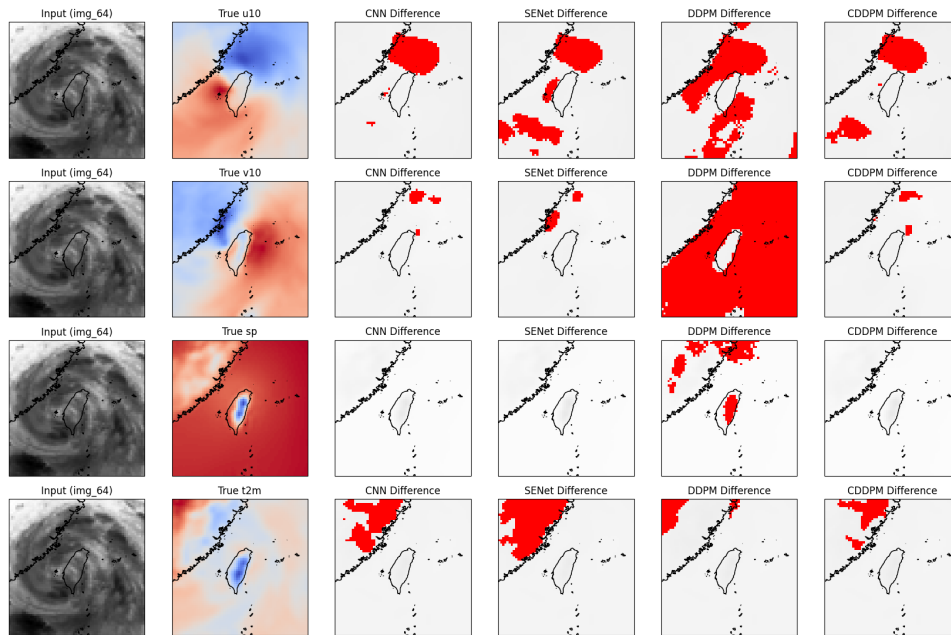 Input (img_64) True u10 CNN Difference SENet Difference DDPM Difference CDDPM Difference
Input (img_64) True v10 CNN Difference SENet Difference DDPM Difference CDDPM Difference
Input (img_64) True sp CNN Difference SENet Difference DDPM Difference CDDPM Difference
Input (img_64) True t2m CNN Difference SENet Difference DDPM Difference CDDPM Difference